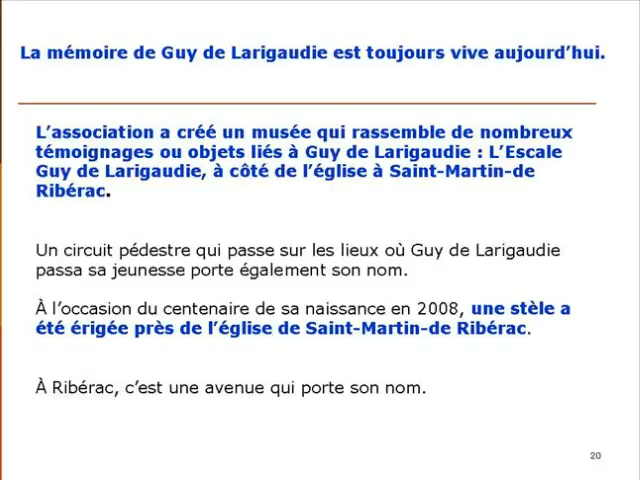 La mémoire de Guy de Larigaudie est toujours vive aujourd’hui.
L’association a créé un musée qui rassemble de nombreux
témoignages ou objets liés à Guy de Larigaudie : L’Escale
Guy de Larigaudie, à côté de l’église à Saint-Martin-de
Ribérac.
Un circuit pédestre qui passe sur les lieux où Guy de Larigaudie
passa sa jeunesse porte également son nom.
À l’occasion du centenaire de sa naissance en 2008, une stèle a
été érigée près de l’église de Saint-Martin-de Ribérac.
À Ribérac, c’est une avenue qui porte son nom.
20